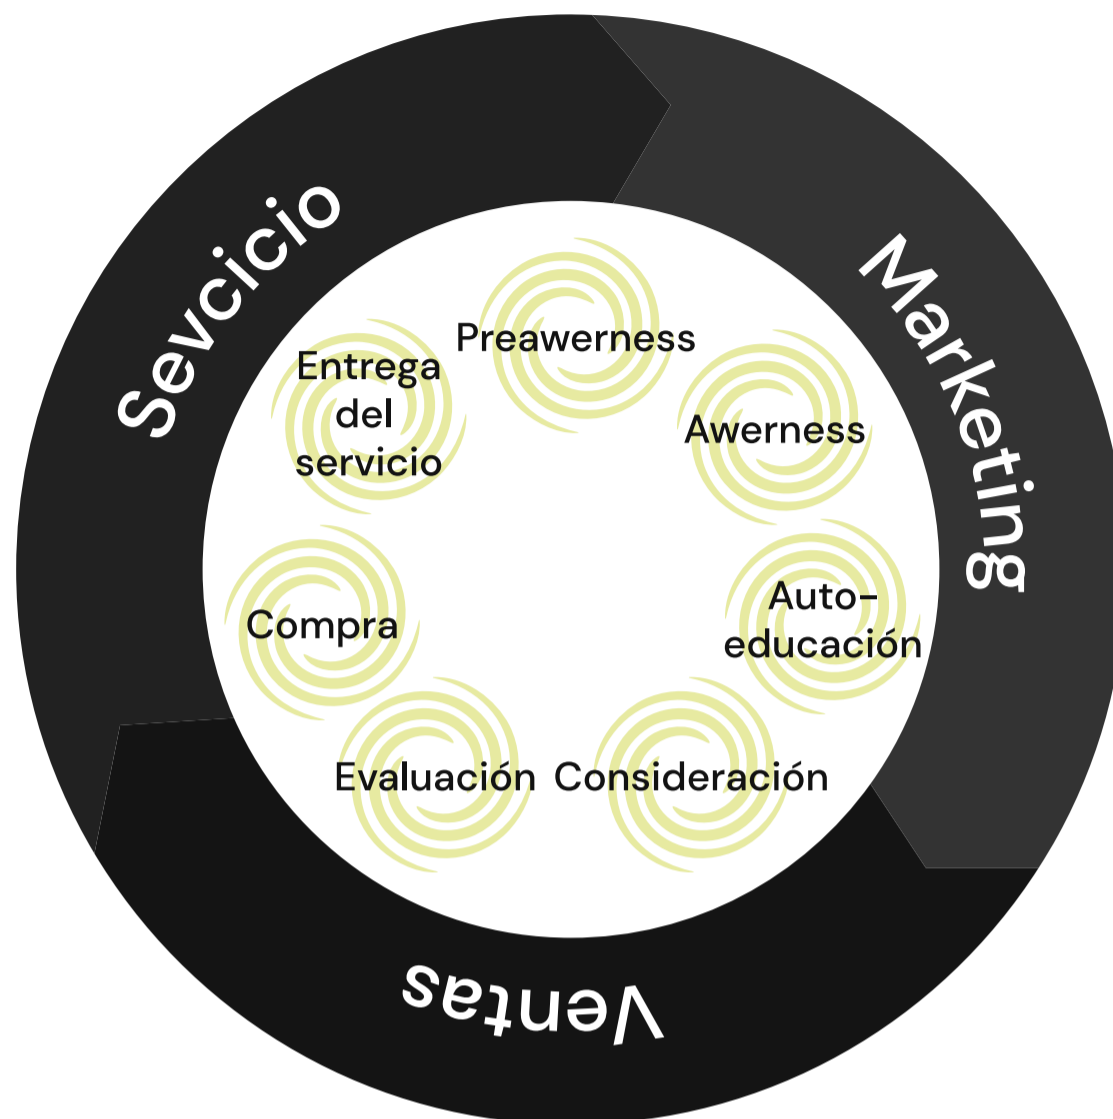 Sevcicio
Marketing
Ventas
Preawerness
Awerness
Auto-
educación
Consideración
Evaluación
Compra
Entrega
del
servicio